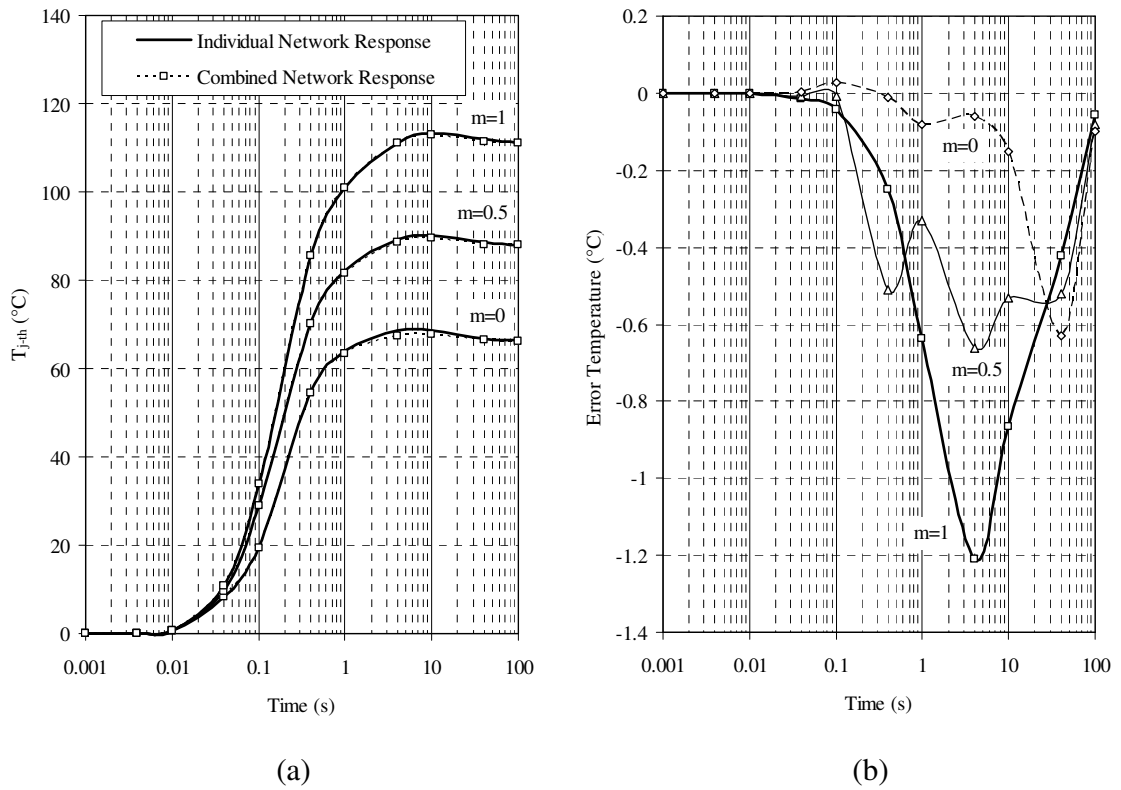 140
120
100
80
60
40
20
0
0.001 0.01 0.1 1 10 100
Time (s)
T_j-th (°C)
Individual Network Response
Combined Network Response
m=1
m=0.5
m=0
(a)
0.2
0
-0.2
-0.4
-0.6
-0.8
-1
-1.2
-1.4
0.001 0.01 0.1 1 10 100
Time (s)
Error Temperature (°C)
m=0
m=0.5
m=1
(b)